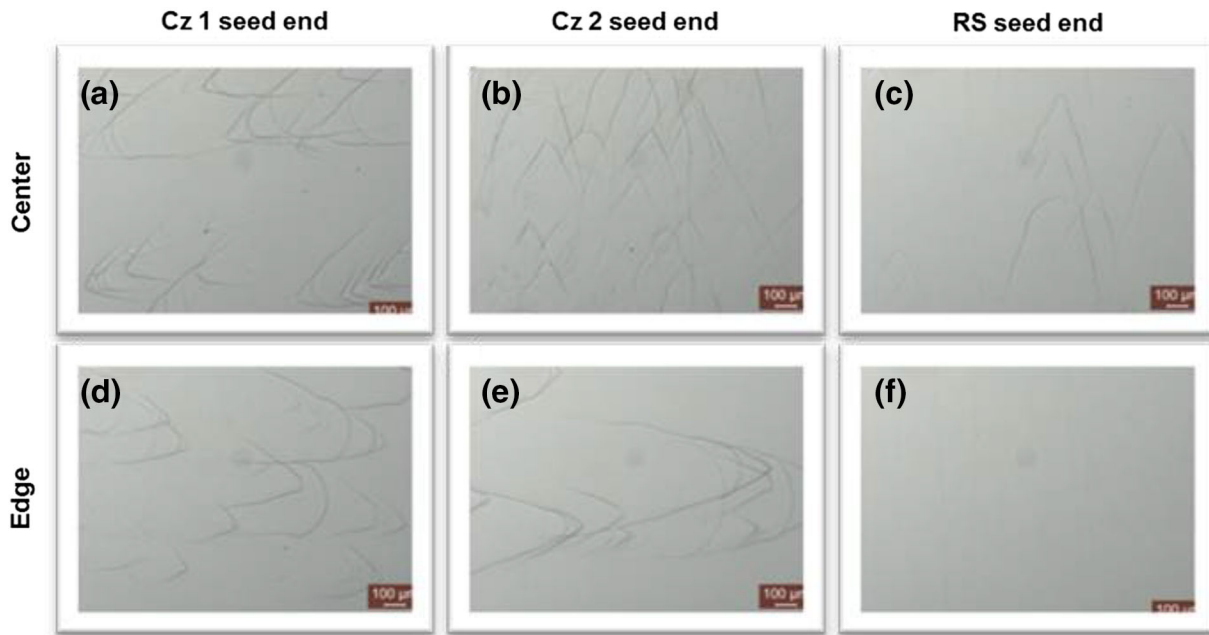 Cz 1 seed end
Cz 2 seed end
RS seed end
Center
(a)
(b)
(c)
100 µm
100 µm
Edge
(d)
(e)
(f)
100 µm
100 µm